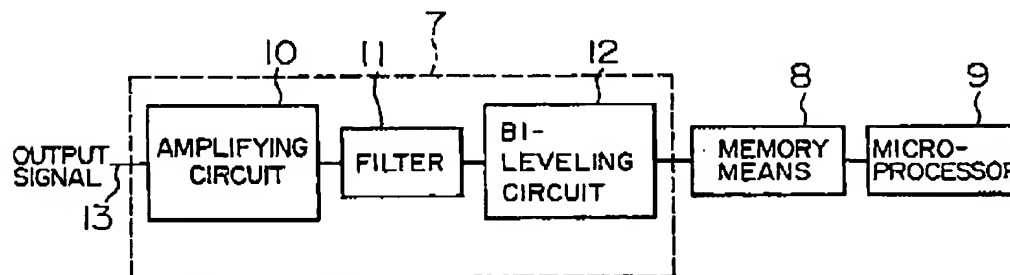 7
10
11
12
8
9
OUTPUT
SIGNAL
13
AMPLIFYING
CIRCUIT
FILTER
BI-
LEVELING
CIRCUIT
MEMORY
MEANS
MICRO-
PROCESSOR